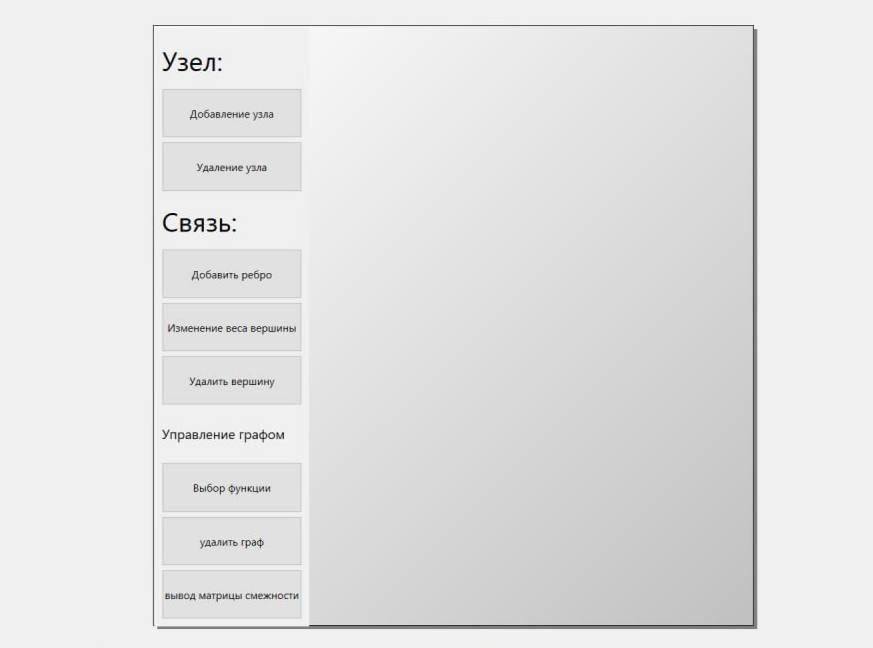 Узел:
Добавление узла
Удаление узла
Связь:
Добавить ребро
Изменение веса вершины
Удалить вершину
Управление графом
Выбор функции
удалить граф
вывод матрицы смежности